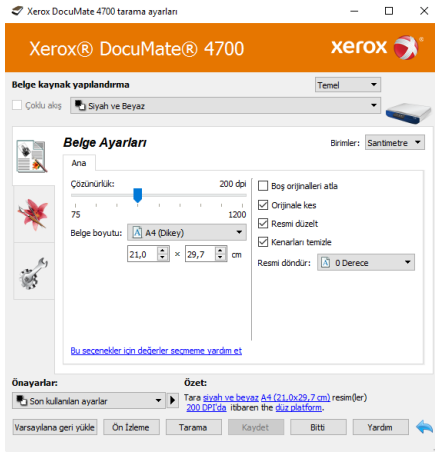 Xerox DocuMate 4700 tarama ayarları
Xerox® DocuMate® 4700
xerox
Belge kaynak yapılandırma
Temel
Çoklu akış
Siyah ve Beyaz
Belge Ayarları
Birimler: Santimetre
Ana
Çözünürlük: 200 dpi
75 1200
Belge boyutu: A4 (Dikey)
21,0 × 29,7 cm
Boş orijinalleri atla
Orijinale kes
Resmi düzelt
Kenarları temizle
Resmi döndür: 0 Derece
Bu seçenekler için değerler seçmeme yardım et
Önayarlar:
Son kullanılan ayarlar
Özet:
Tara siyah ve beyaz A4 (21,0x29,7 cm) resim(ler)
200 DPI'da itibaren the düz platform.
Varsayılana geri yükle Ön İzleme Tarama Kaydet Bitti Yardım